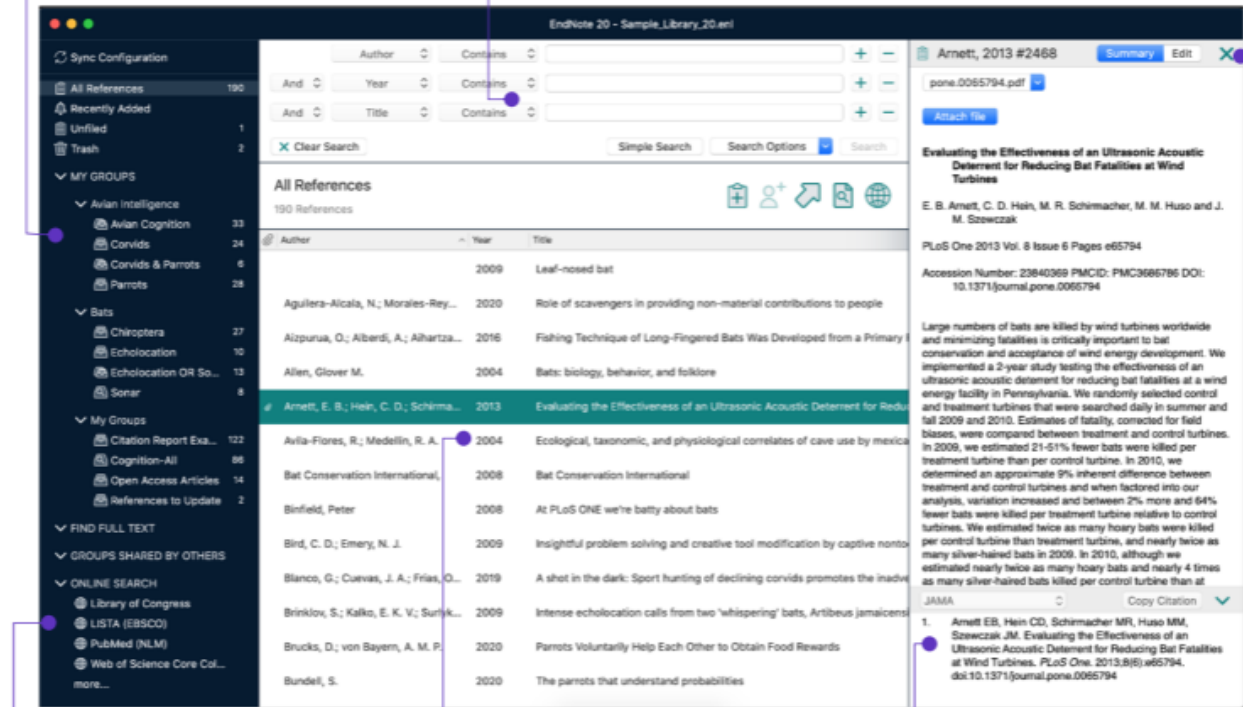 EndNote 20 - Sample_Library_20.enl
Sync Configuration
All References 190
Recently Added
Unfiled 1
Trash 2
MY GROUPS
Avian Intelligence
Avian Cognition 33
Corvids 24
Corvids & Parrots 6
Parrots 28
Bats
Chiroptera 27
Echolocation 10
Echolocation OR So... 13
Sonar 8
My Groups
Citation Report Exa... 122
Cognition-All 86
Open Access Articles 14
References to Update 2
FIND FULL TEXT
GROUPS SHARED BY OTHERS
ONLINE SEARCH
Library of Congress
LISTA (EBSCO)
PubMed (NLM)
Web of Science Core Col...
more...
Author Contains
And Year Contains
And Title Contains
Clear Search Simple Search Search Options Search
All References
190 References
Author Year Title
2009 Leaf-nosed bat
Aguilera-Alcala, N.; Morales-Rey... 2020 Role of scavengers in providing non-material contributions to people
Aizpurua, O.; Alberdi, A.; Aihartza... 2016 Fishing Technique of Long-Fingered Bats Was Developed from a Primary
Allen, Glover M. 2004 Bats: biology, behavior, and folklore
Arnett, E. B.; Hein, C. D.; Schirma... 2013 Evaluating the Effectiveness of an Ultrasonic Acoustic Deterrent for Redu
Avila-Flores, R.; Medellin, R. A. 2004 Ecological, taxonomic, and physiological correlates of cave use by mexica
Bat Conservation International, 2008 Bat Conservation International
Binfield, Peter 2008 At PLoS ONE we're batty about bats
Bird, C. D.; Emery, N. J. 2009 Insightful problem solving and creative tool modification by captive nonto
Blanco, G.; Cuevas, J. A.; Frias, O... 2019 A shot in the dark: Sport hunting of declining corvids promotes the inadve
Brinkløv, S.; Kalko, E. K. V.; Surlyk... 2009 Intense echolocation calls from two 'whispering' bats, Artibeus jamaicensi
Brucks, D.; von Bayern, A. M. P. 2020 Parrots Voluntarily Help Each Other to Obtain Food Rewards
Bundell, S. 2020 The parrots that understand probabilities
Arnett, 2013 #2468 Summary Edit
pone.0065794.pdf
Attach file
Evaluating the Effectiveness of an Ultrasonic Acoustic
Deterrent for Reducing Bat Fatalities at Wind
Turbines
E. B. Arnett, C. D. Hein, M. R. Schirmacher, M. M. Huso and J.
M. Szewczak
PLoS One 2013 Vol. 8 Issue 6 Pages e65794
Accession Number: 23840369 PMCID: PMC3686786 DOI:
10.1371/journal.pone.0065794
Large numbers of bats are killed by wind turbines worldwide
and minimizing fatalities is critically important to bat
conservation and acceptance of wind energy development. We
implemented a 2-year study testing the effectiveness of an
ultrasonic acoustic deterrent for reducing bat fatalities at a wind
energy facility in Pennsylvania. We randomly selected control
and treatment turbines that were searched daily in summer and
fall 2009 and 2010. Estimates of fatality, corrected for field
biases, were compared between treatment and control turbines.
In 2009, we estimated 21-51% fewer bats were killed per
treatment turbine than per control turbine. In 2010, we
determined an approximate 9% inherent difference between
treatment and control turbines and when factored into our
analysis, variation increased and between 2% more and 64%
fewer bats were killed per treatment turbine relative to control
turbines. We estimated twice as many hoary bats were killed
per control turbine than treatment turbine, and nearly twice as
many silver-haired bats in 2009. In 2010, although we
estimated nearly twice as many hoary bats and nearly 4 times
as many silver-haired bats killed per control turbine than at
JAMA Copy Citation
1. Arnett EB, Hein CD, Schirmacher MR, Huso MM,
Szewczak JM. Evaluating the Effectiveness of an
Ultrasonic Acoustic Deterrent for Reducing Bat Fatalities
at Wind Turbines. PLoS One. 2013;8(6):e65794.
doi:10.1371/journal.pone.0065794